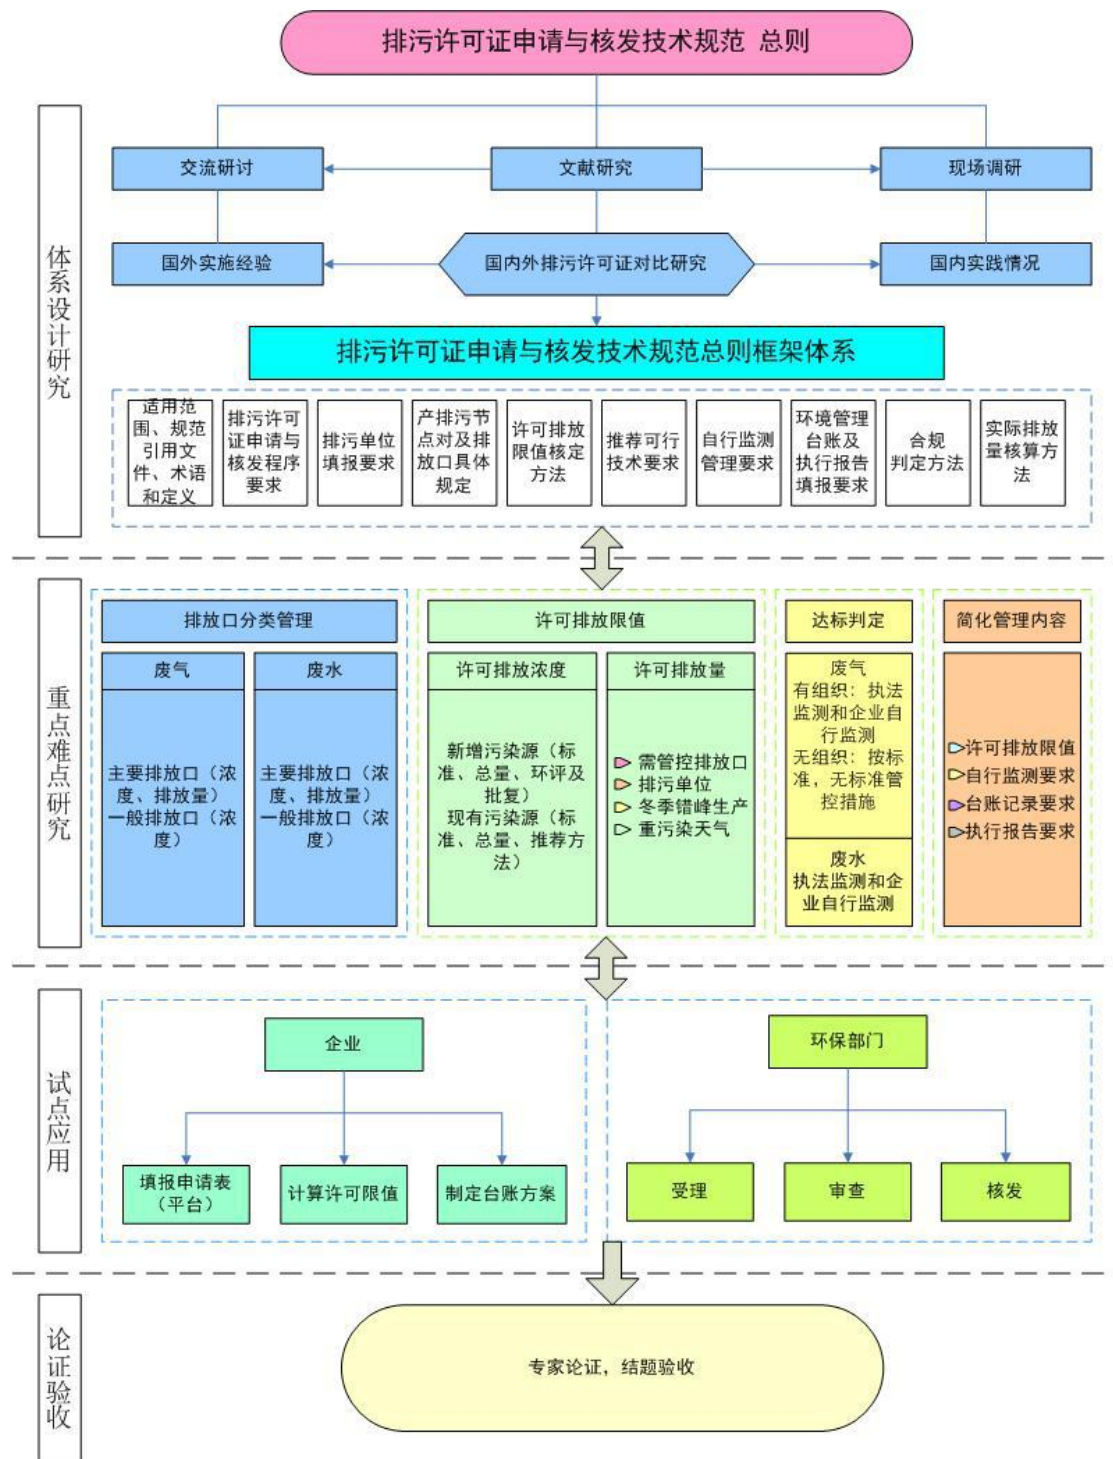 排污许可证申请与核发技术规范 总则
体系设计研究
交流研讨
文献研究
现场调研
国外实施经验
国内外排污许可证对比研究
国内实践情况
排污许可证申请与核发技术规范总则框架体系
适用范
围、规范
引用文
件、术语
和定义
排污许可
证申请与
核发程序
要求
排污单位
填报要求
产排污节
点对及排
放口具体
规定
许可排放
限值核定
方法
推荐可行
技术要求
自行监测
管理要求
环境管理
台账及
执行报告
填报要求
合规
判定方法
实际排放
量核算方
法
重点难点研究
排放口分类管理
废气
主要排放口（浓
度、排放量）
一般排放口（浓
度）
废水
主要排放口（浓
度、排放量）
一般排放口（浓
度）
许可排放限值
许可排放浓度
新增污染源（标
准、总量、环评及
批复）
现有污染源（标
准、总量、推荐方
法）
许可排放量
需管控排放口
排污单位
冬季错峰生产
重污染天气
达标判定
废气
有组织：执法
监测和企业自
行监测
无组织：按标
准，无标准管
控措施
废水
执法监测和企
业自行监测
简化管理内容
许可排放限值
自行监测要求
台账记录要求
执行报告要求
试点应用
企业
填报申请表
（平台）
计算许可限值
制定台账方案
环保部门
受理
审查
核发
论证验收
专家论证，结题验收